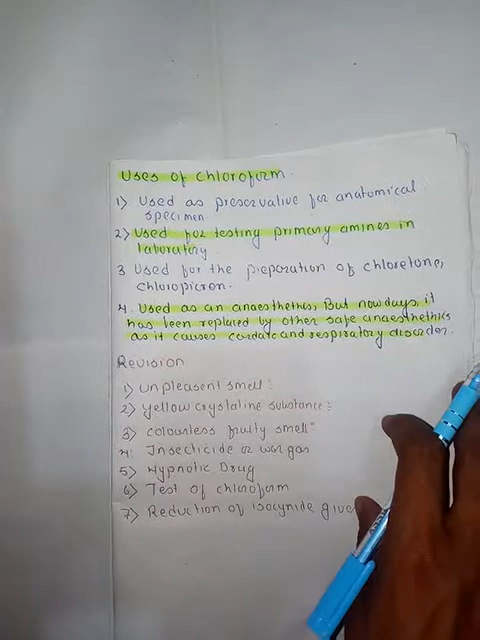 Uses of chloroform.
1) Used as preservative for anatomical
specimen.
2) Used for testing primary amines in
laboratory
3 Used for the preparation of chloretone,
chloropicron.
4. Used as an anaesthetics, But now days, it
has been replaced by other safe anaesthetics
as it causes cardatc and respiratory disorder.
Revision
1) unpleasent smell:
2) yellow crystaline substance:
3) colourless fruity smell
4) Insecticide or war gas
5) Hypnotic Drug
6) Test of chloroform
7) Reduction of isocynide give